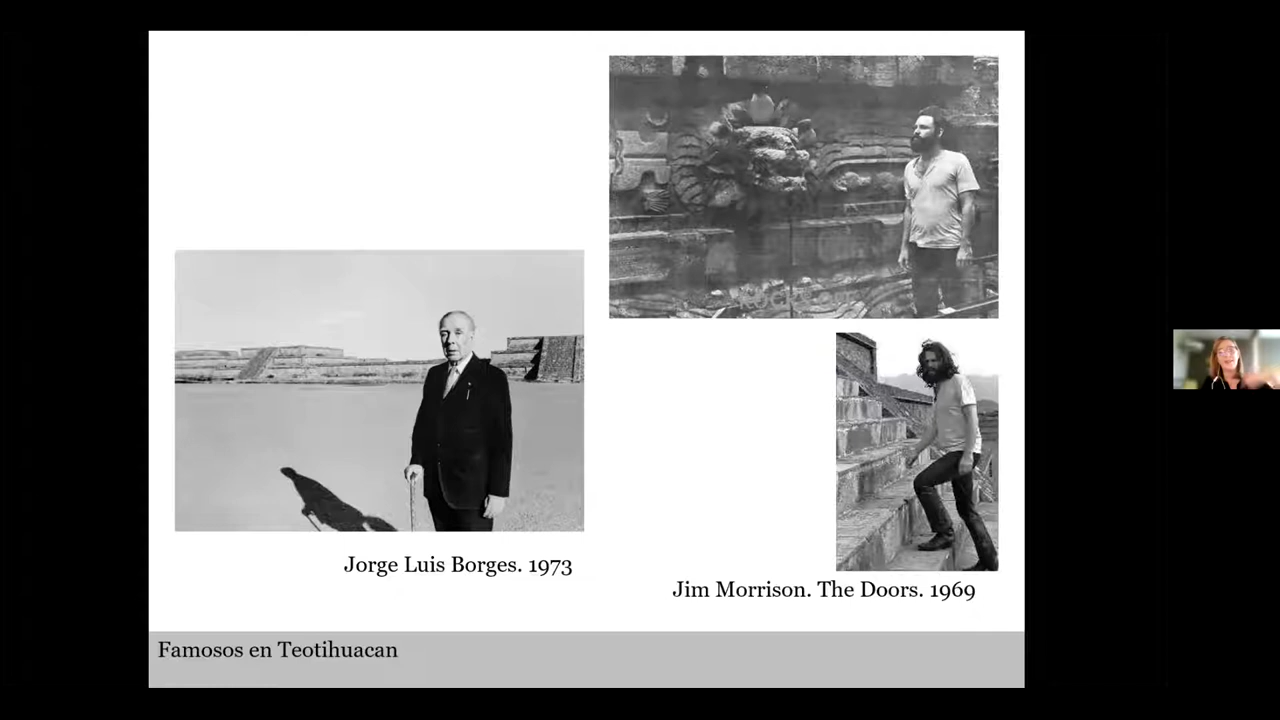 Jorge Luis Borges. 1973
Jim Morrison. The Doors. 1969
Famosos en Teotihuacan